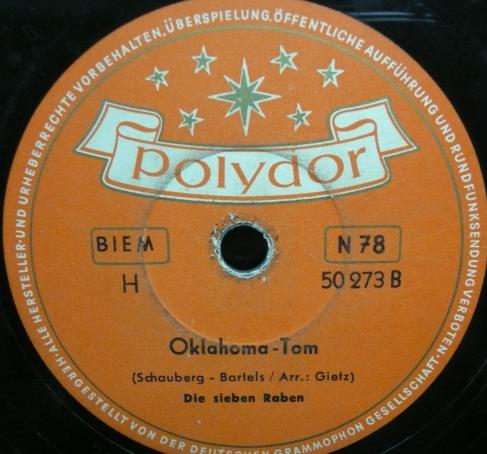 ALLE HERSTELLER- UND URHEBERRECHTE VORBEHALTEN, ÜBERSPIELUNG, ÖFFENTLICHE AUFFÜHRUNG UND RUNDFUNKSENDUNG VERBOTEN
polydor
BIEM
N 78
H
50 273 B
Oklahoma-Tom
(Schauberg - Bartels / Arr.: Gietz)
Die sieben Raben
HERGESTELLT VON DER DEUTSCHEN GRAMMOPHON GESELLSCHAFT